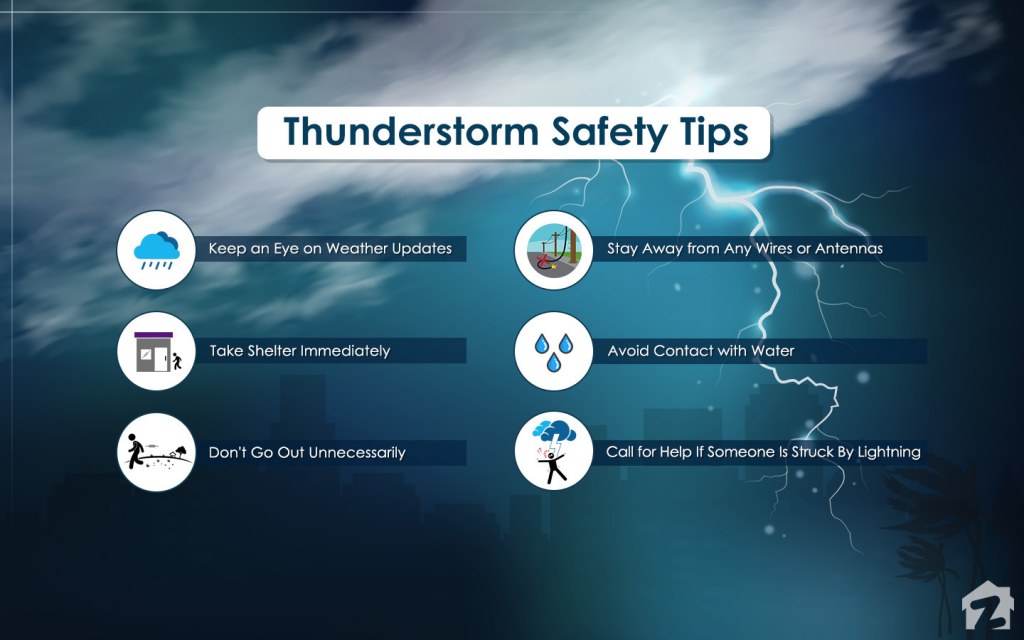 Thunderstorm Safety Tips
Keep an Eye on Weather Updates
Take Shelter Immediately
Don't Go Out Unnecessarily
Stay Away from Any Wires or Antennas
Avoid Contact with Water
Call for Help If Someone Is Struck By Lightning